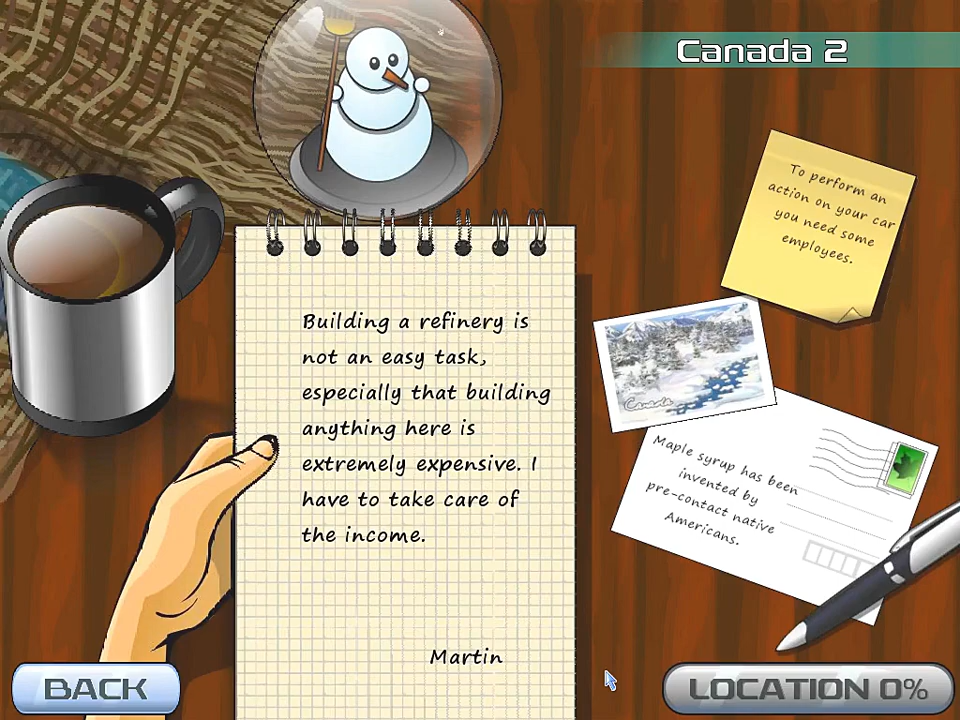 Canada 2
To perform an
action on your car
you need some
employees.
Building a refinery is
not an easy task,
especially that building
anything here is
extremely expensive. I
have to take care of
the income.
Martin
Canada
Maple syrup has been
invented by
pre-contact native
Americans.
BACK
LOCATION 0%